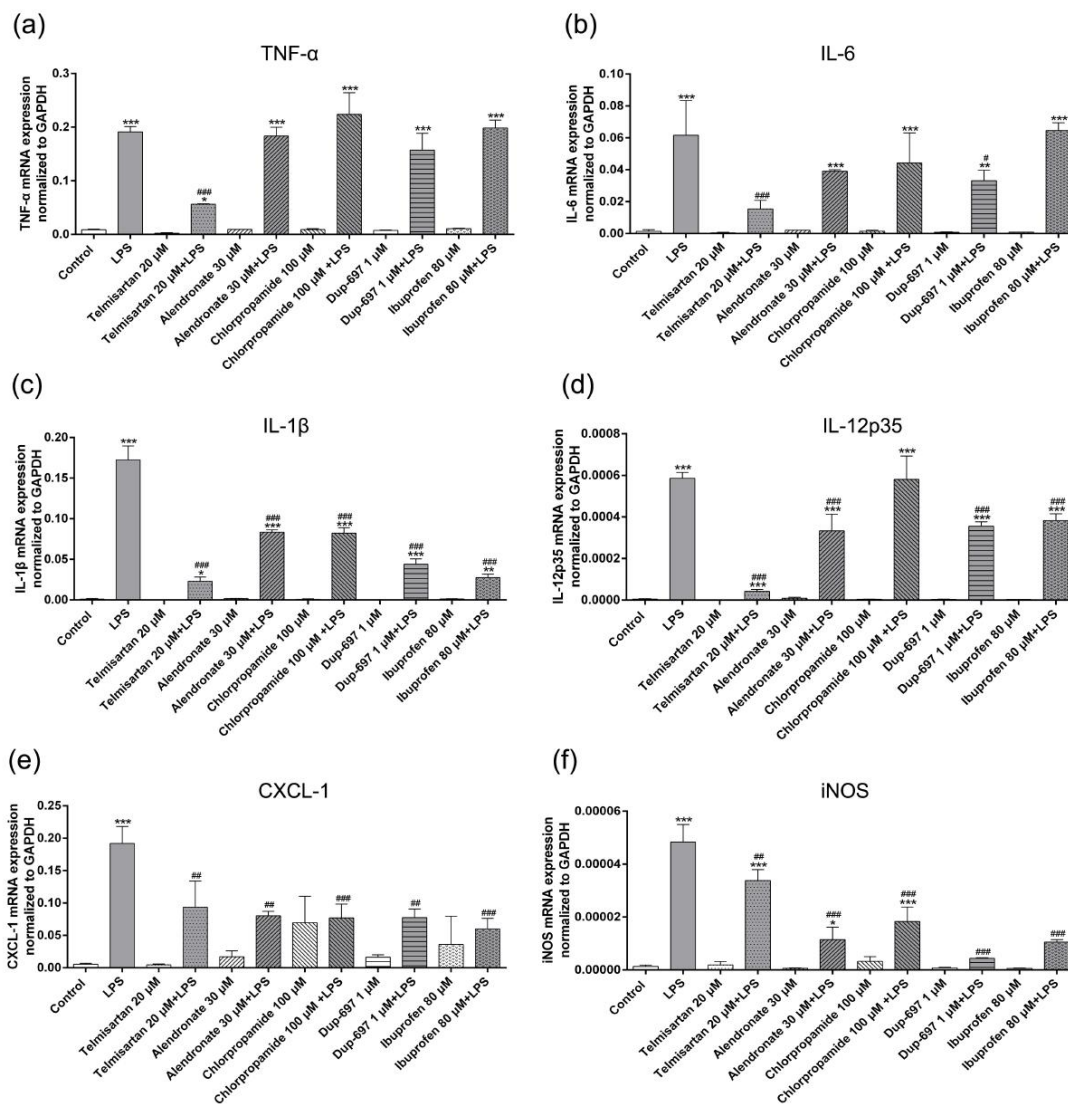 (a)
TNF-α
TNF-α mRNA expression
normalized to GAPDH
0.3
0.2
0.1
0.0
***
###
*
***
***
***
***
Control
LPS
Telmisartan 20 μM
Telmisartan 20 μM+LPS
Alendronate 30 μM
Alendronate 30 μM+LPS
Chlorpropamide 100 μM
Chlorpropamide 100 μM +LPS
Dup-697 1 μM
Dup-697 1 μM+LPS
Ibuprofen 80 μM
Ibuprofen 80 μM+LPS
(b)
IL-6
IL-6 mRNA expression
normalized to GAPDH
0.10
0.08
0.06
0.04
0.02
0.00
***
###
***
***
#
**
***
Control
LPS
Telmisartan 20 μM
Telmisartan 20 μM+LPS
Alendronate 30 μM
Alendronate 30 μM+LPS
Chlorpropamide 100 μM
Chlorpropamide 100 μM +LPS
Dup-697 1 μM
Dup-697 1 μM+LPS
Ibuprofen 80 μM
Ibuprofen 80 μM+LPS
(c)
IL-1β
IL-1β mRNA expression
normalized to GAPDH
0.20
0.15
0.10
0.05
0.00
***
###
*
###
***
###
***
###
***
###
**
Control
LPS
Telmisartan 20 μM
Telmisartan 20 μM+LPS
Alendronate 30 μM
Alendronate 30 μM+LPS
Chlorpropamide 100 μM
Chlorpropamide 100 μM +LPS
Dup-697 1 μM
Dup-697 1 μM+LPS
Ibuprofen 80 μM
Ibuprofen 80 μM+LPS
(d)
IL-12p35
IL-12p35 mRNA expression
normalized to GAPDH
0.0008
0.0006
0.0004
0.0002
0.0000
***
###
***
###
***
***
###
***
###
***
Control
LPS
Telmisartan 20 μM
Telmisartan 20 μM+LPS
Alendronate 30 μM
Alendronate 30 μM+LPS
Chlorpropamide 100 μM
Chlorpropamide 100 μM +LPS
Dup-697 1 μM
Dup-697 1 μM+LPS
Ibuprofen 80 μM
Ibuprofen 80 μM+LPS
(e)
CXCL-1
CXCL-1 mRNA expression
normalized to GAPDH
0.25
0.20
0.15
0.10
0.05
0.00
***
##
##
###
##
###
Control
LPS
Telmisartan 20 μM
Telmisartan 20 μM+LPS
Alendronate 30 μM
Alendronate 30 μM+LPS
Chlorpropamide 100 μM
Chlorpropamide 100 μM +LPS
Dup-697 1 μM
Dup-697 1 μM+LPS
Ibuprofen 80 μM
Ibuprofen 80 μM+LPS
(f)
iNOS
iNOS mRNA expression
normalized to GAPDH
0.00006
0.00004
0.00002
0.00000
***
##
***
###
*
###
***
###
###
Control
LPS
Telmisartan 20 μM
Telmisartan 20 μM+LPS
Alendronate 30 μM
Alendronate 30 μM+LPS
Chlorpropamide 100 μM
Chlorpropamide 100 μM +LPS
Dup-697 1 μM
Dup-697 1 μM+LPS
Ibuprofen 80 μM
Ibuprofen 80 μM+LPS